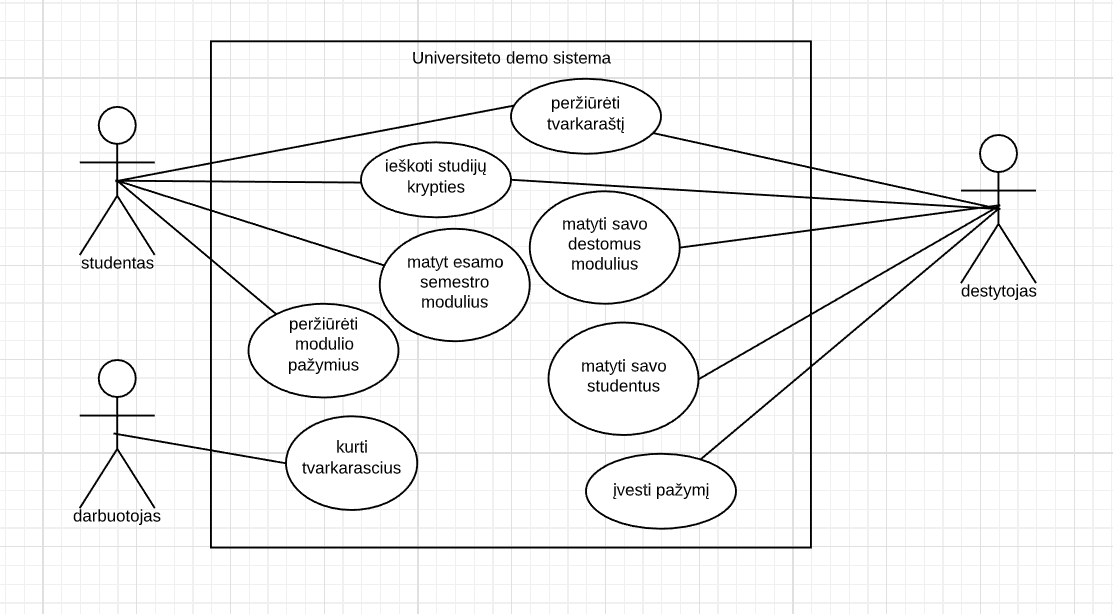 Universiteto demo sistema
peržiūrėti
tvarkaraštį
ieškoti studijų
krypties
matyti savo
destomus
modulius
matyt esamo
semestro
modulius
studentas
destytojas
peržiūrėti
modulio
pažymius
matyti savo
studentus
kurti
tvarkarascius
įvesti pažymį
darbuotojas